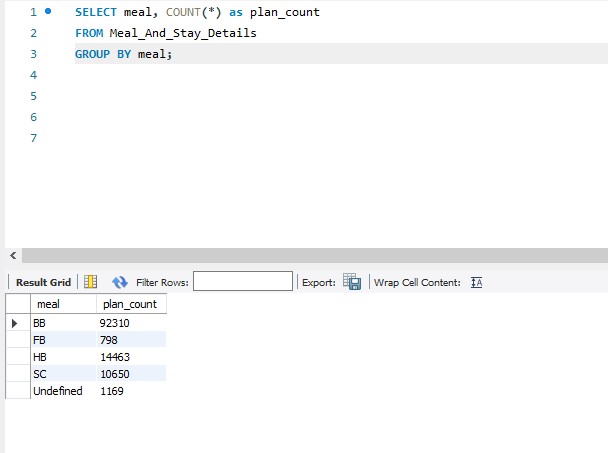 1 SELECT meal, COUNT(*) as plan_count
2 FROM Meal_And_Stay_Details
3 GROUP BY meal;
4
5
6
7
Result Grid Filter Rows: Export: Wrap Cell Content: IA
meal plan_count
BB 92310
FB 798
HB 14463
SC 10650
Undefined 1169